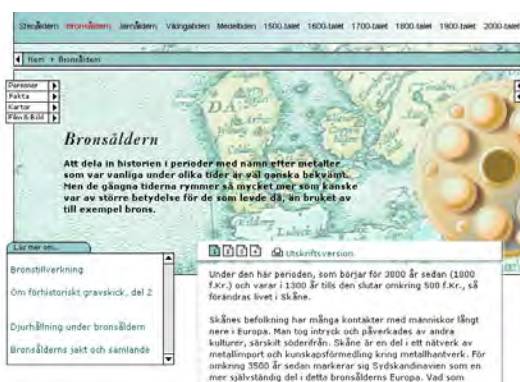 Stenåldern Bronsåldern Järnåldern Vikingatiden Medeltiden 1500-talet 1600-talet 1700-talet 1800-talet 1900-talet 2000-talet
Hem › Bronsåldern
Personer
Fakta
Kartor
Film & Bild
DA
Bronsåldern
Att dela in historien i perioder med namn efter metaller
som var vanliga under olika tider är väl ganska bekvämt.
Men de gångna tiderna rymmer så mycket mer som kanske
var av större betydelse för de som levde då, än bruket av
till exempel brons.
Läs mer om...
Bronstillverkning
Om förhistoriskt gravskick, del 2
Djurhållning under bronsåldern
Bronsålderns jakt och samlande
Utskriftsversion
Under den här perioden, som börjar för 3800 år sedan (1800
f.Kr.) och varar i 1300 år tills den slutar omkring 500 f.Kr., så
förändras livet i Skåne.
Skånes befolkning har många kontakter med människor långt
nere i Europa. Man tog intryck och påverkades av andra
kulturer, särskilt söderifrån. Skåne är en del i ett nätverk av
metallimport och kunskapsförmedling kring metallhantverk. För
omkring 3500 år sedan markerar sig Sydskandinavien som en
mer självständig del i detta bronsålderns Europa. Vad som